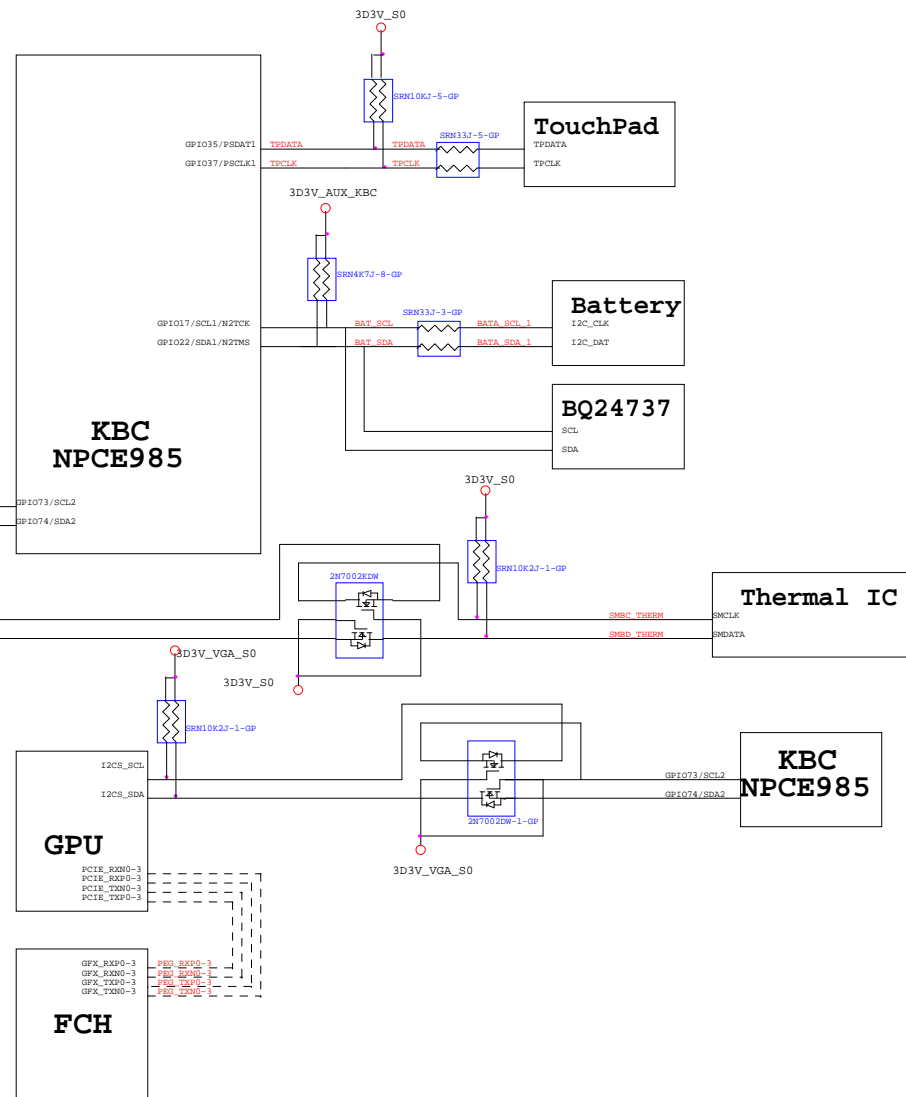 3D3V_S0
SRN10KJ-5-GP
TouchPad
SRN33J-5-GP
GPIO35/PSDAT1 TPDATA TPDATA TPDATA
GPIO37/PSCLK1 TPCLK TPCLK TPCLK
3D3V_AUX_KBC
SRN4K7J-8-GP
Battery
SRN33J-3-GP
GPIO17/SCL1/N2TCK BAT_SCL BATA_SCL_1 I2C_CLK
GPIO22/SDA1/N2TMS BAT_SDA BATA_SDA_1 I2C_DAT
BQ24737
SCL
SDA
KBC
NPCE985
3D3V_S0
GPIO73/SCL2
GPIO74/SDA2
SRN10K2J-1-GP
2N7002KDW
Thermal IC
SMBC_THERM SMCLK
SMBD_THERM SMDATA
3D3V_VGA_S0
3D3V_S0
SRN10K2J-1-GP
I2CS_SCL
I2CS_SDA
KBC
NPCE985
GPIO73/SCL2
GPIO74/SDA2
2N7002DW-1-GP
GPU
3D3V_VGA_S0
PCIE_RXN0-3
PCIE_RXP0-3
PCIE_TXN0-3
PCIE_TXP0-3
GFX_RXP0-3 PEG_RXP0-3
GFX_RXN0-3 PEG_RXN0-3
GFX_TXP0-3 PEG_TXP0-3
GFX_TXN0-3 PEG_TXN0-3
FCH